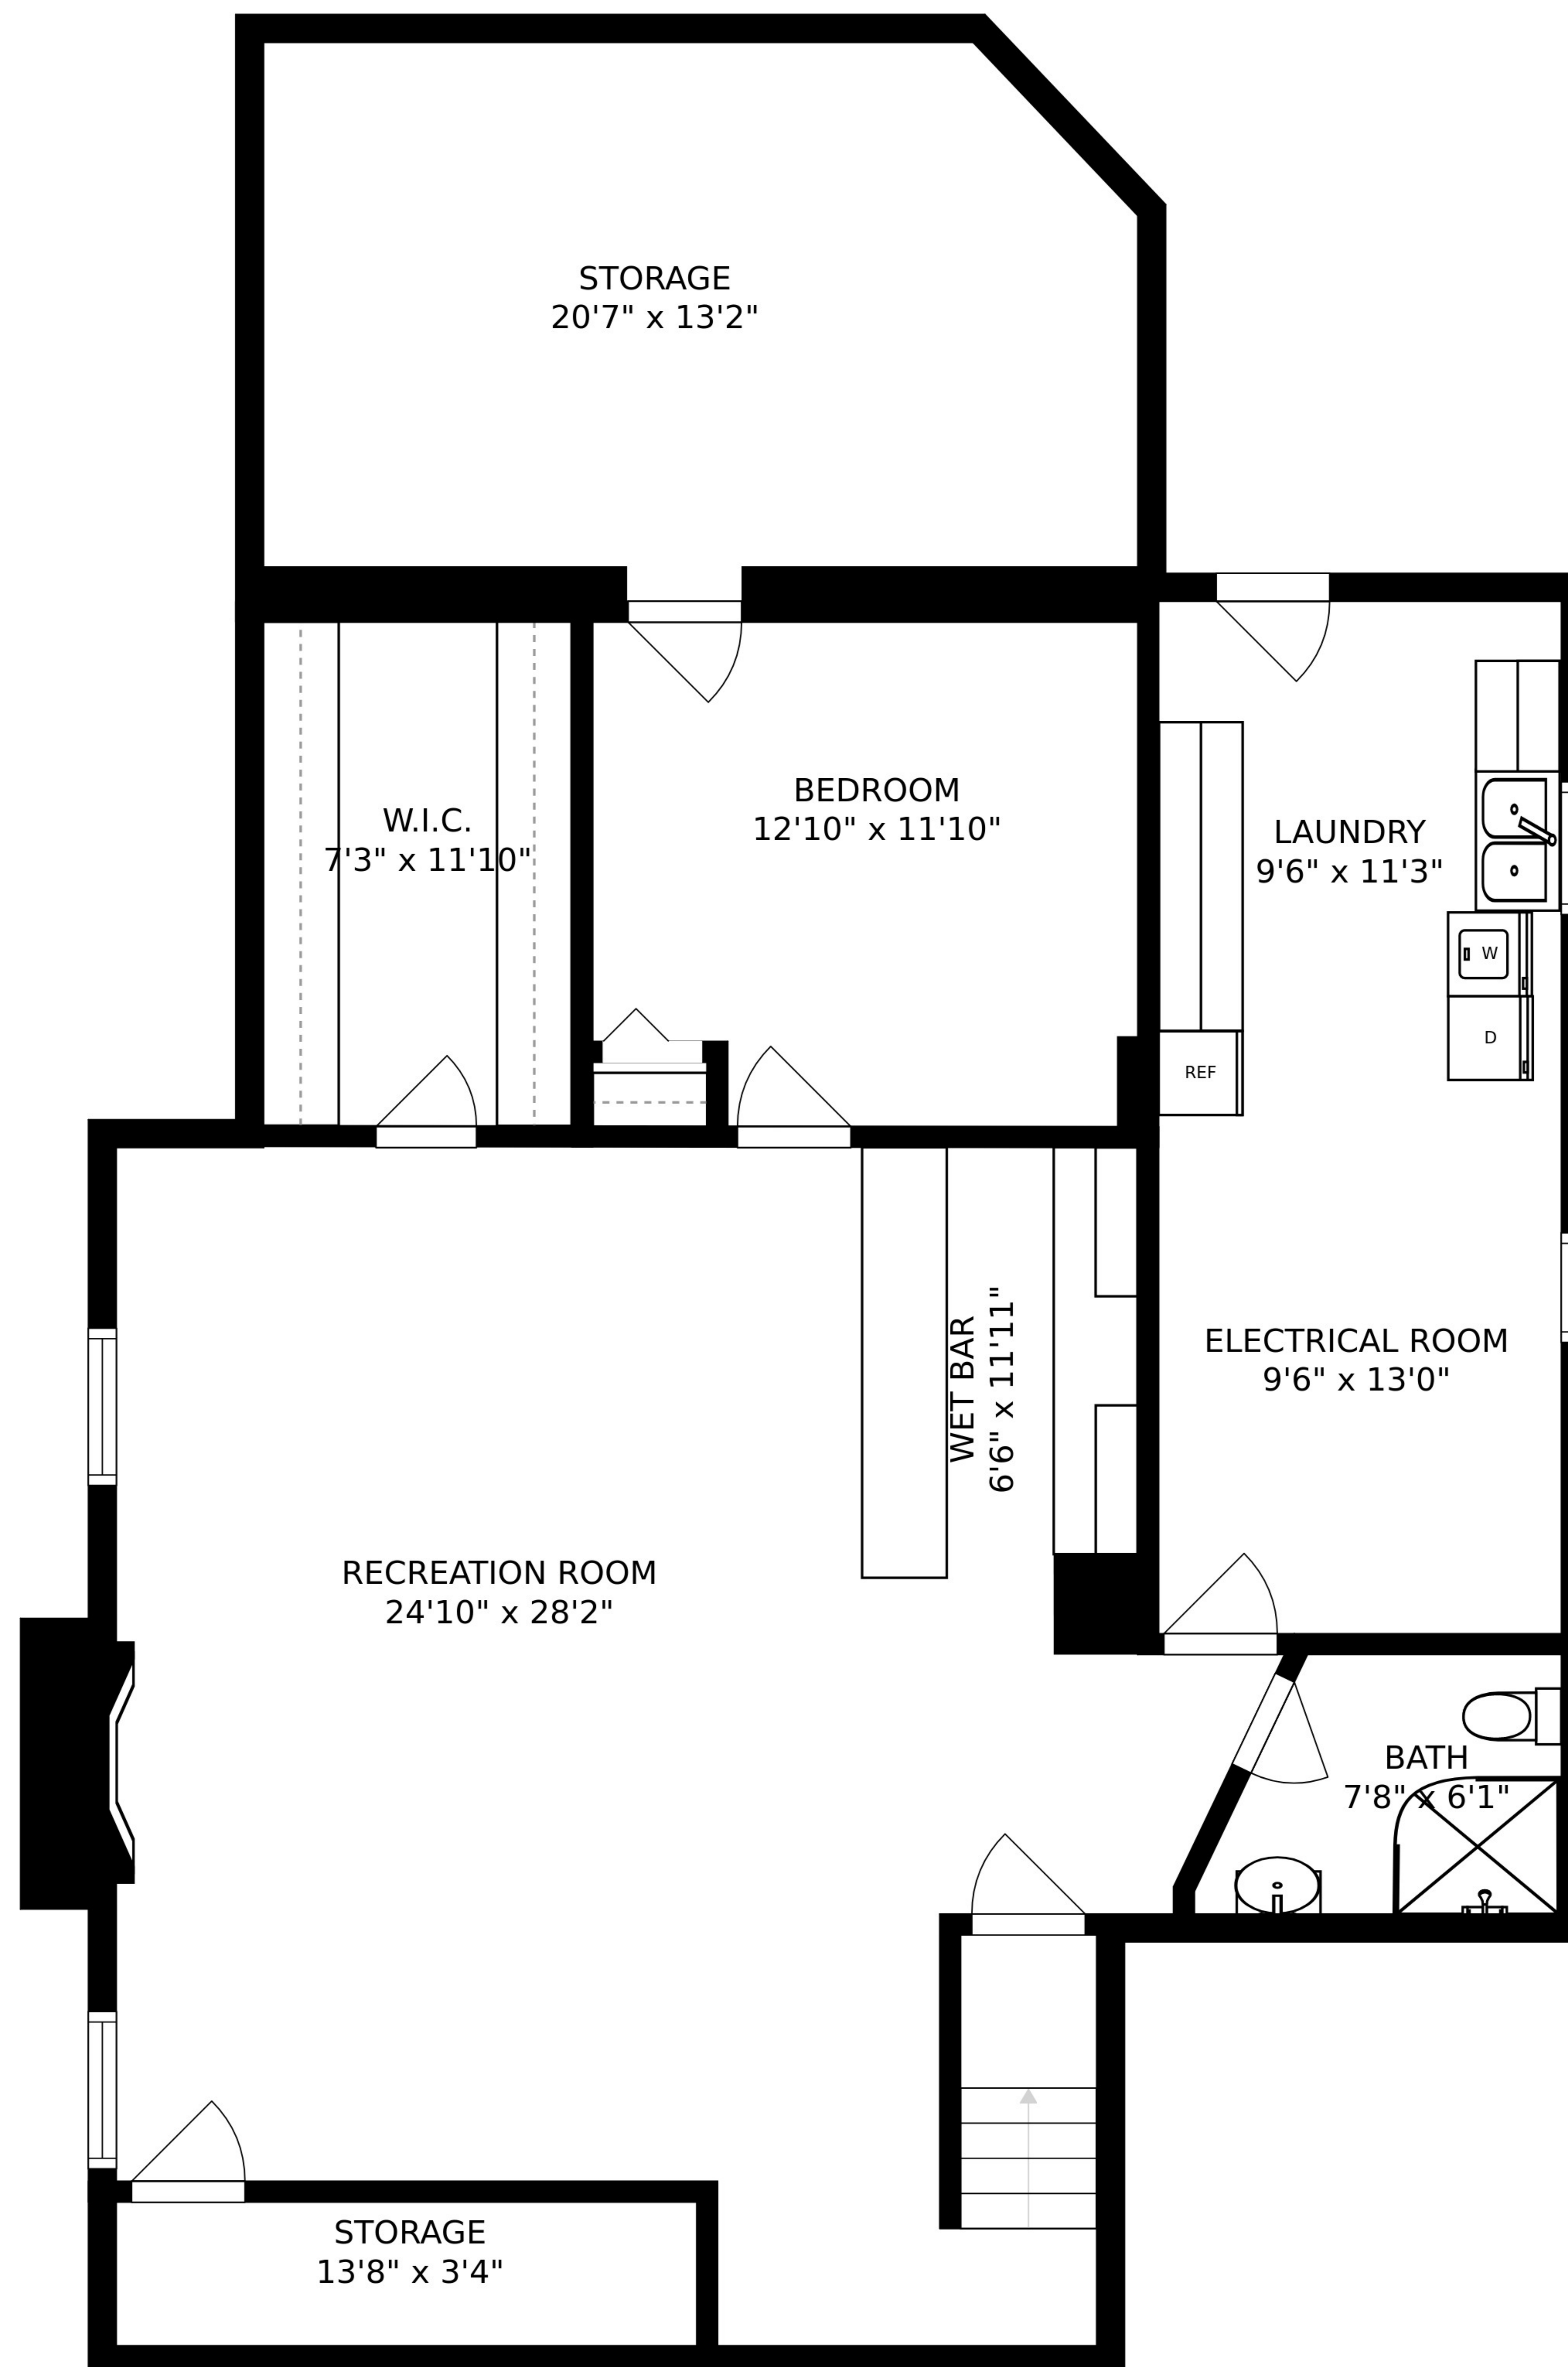 STORAGE
20'7" x 13'2"
BEDROOM
12'10" x 11'10"
W.I.C.
7'3" x 11'10"
LAUNDRY
9'6" x 11'3"
W
D
REF
WET BAR
6'6" x 11'11"
ELECTRICAL ROOM
9'6" x 13'0"
RECREATION ROOM
24'10" x 28'2"
BATH
7'8" x 6'1"
STORAGE
13'8" x 3'4"